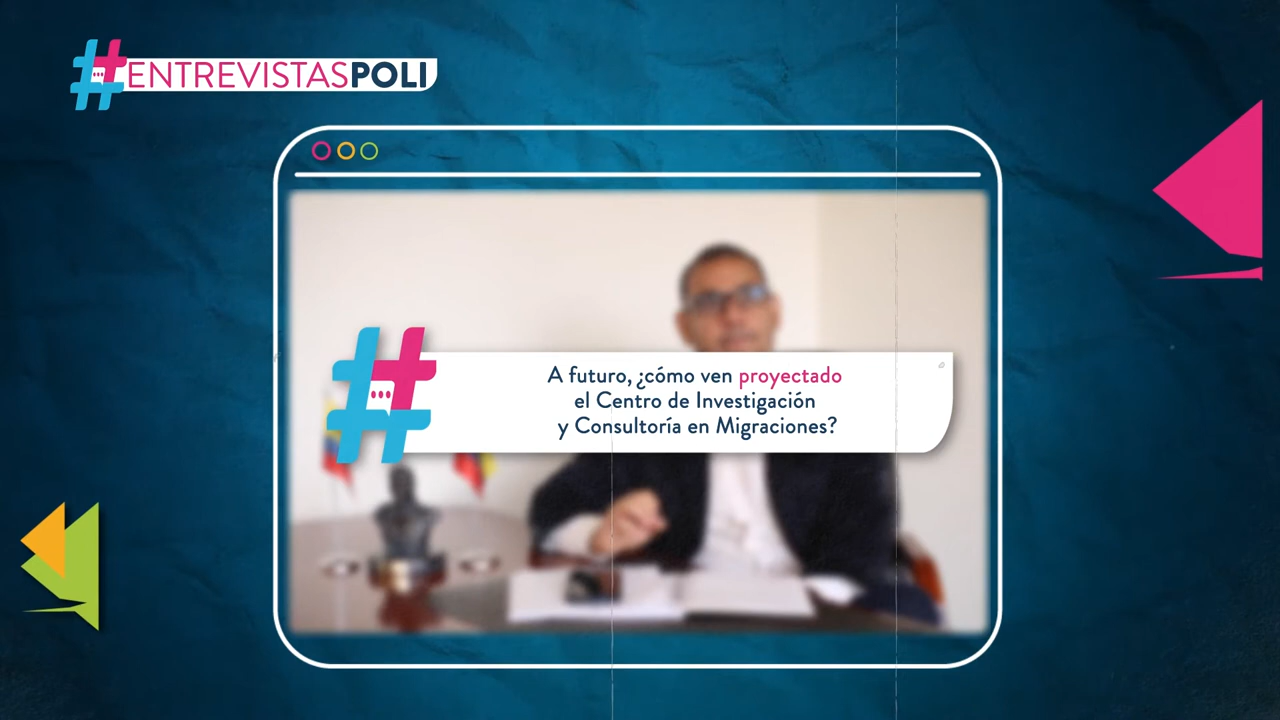 #ENTREVISTASPOLI
A futuro, ¿cómo ven proyectado
el Centro de Investigación
y Consultoría en Migraciones?